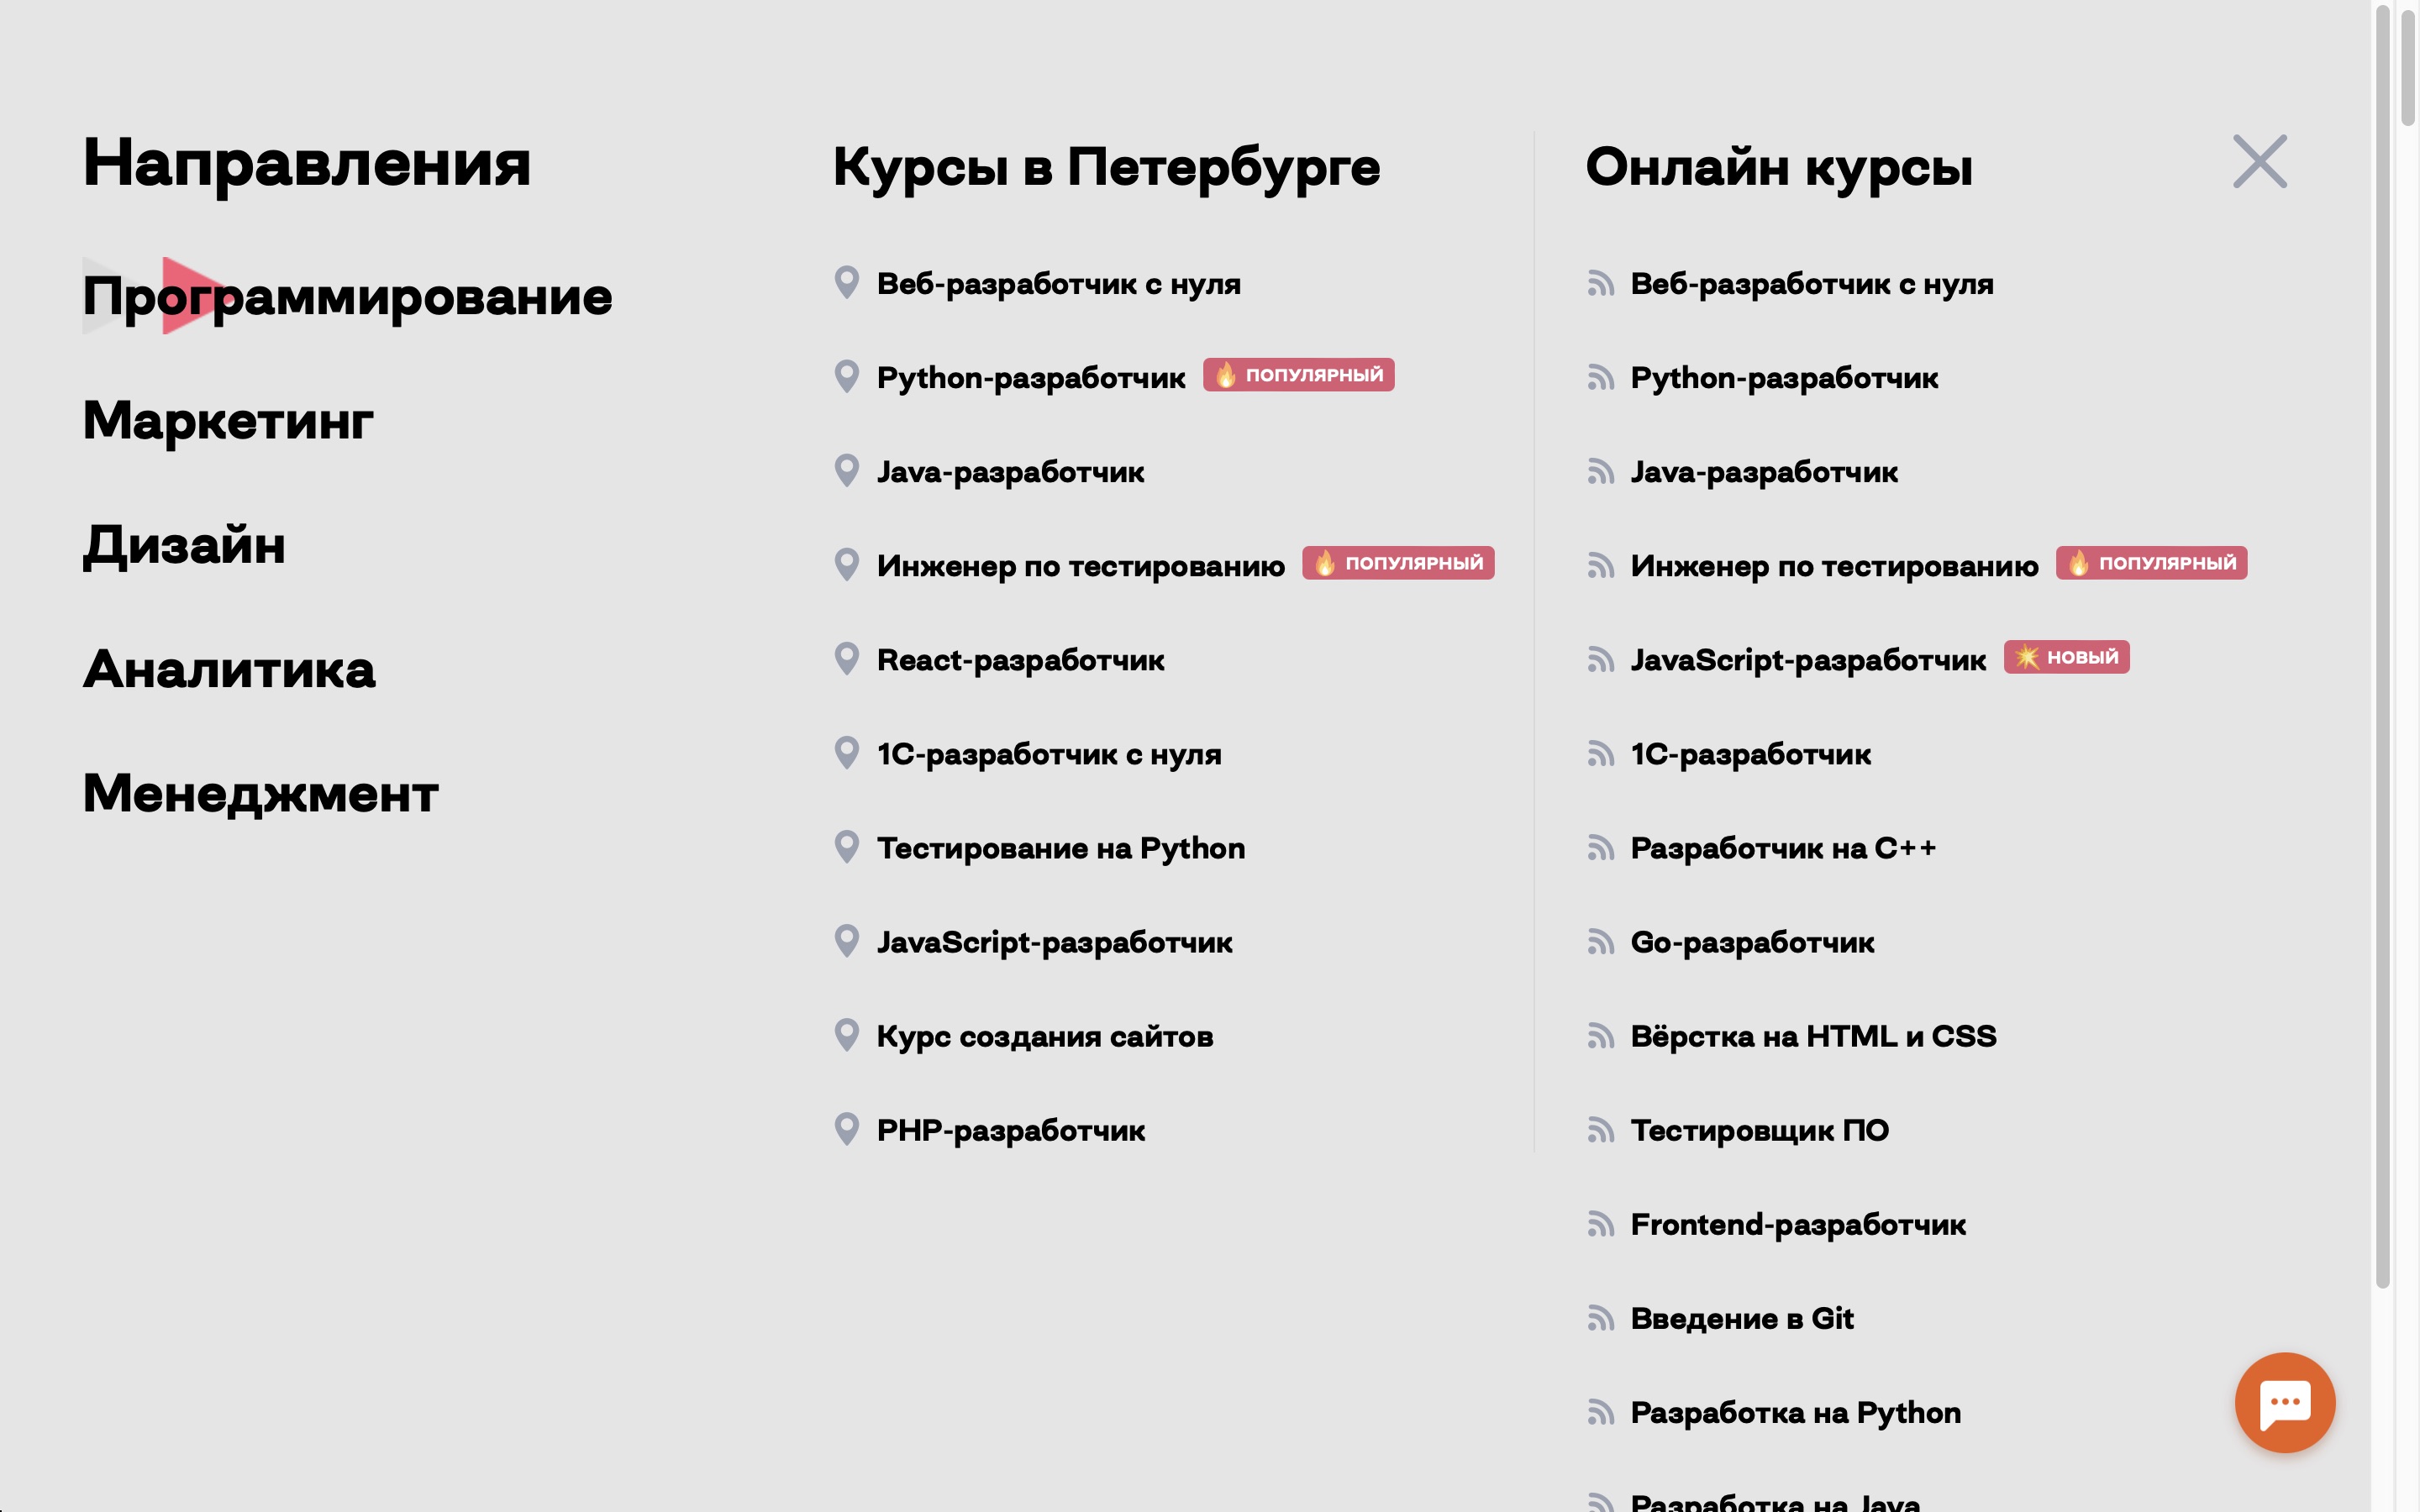 Направления
Программирование
Маркетинг
Дизайн
Аналитика
Менеджмент
Курсы в Петербурге
Веб-разработчик с нуля
Python-разработчик ПОПУЛЯРНЫЙ
Java-разработчик
Инженер по тестированию ПОПУЛЯРНЫЙ
React-разработчик
1С-разработчик с нуля
Тестирование на Python
JavaScript-разработчик
Курс создания сайтов
PHP-разработчик
Онлайн курсы
Веб-разработчик с нуля
Python-разработчик
Java-разработчик
Инженер по тестированию ПОПУЛЯРНЫЙ
JavaScript-разработчик НОВЫЙ
1С-разработчик
Разработчик на C++
Go-разработчик
Вёрстка на HTML и CSS
Тестировщик ПО
Frontend-разработчик
Введение в Git
Разработка на Python
Разработка на Java